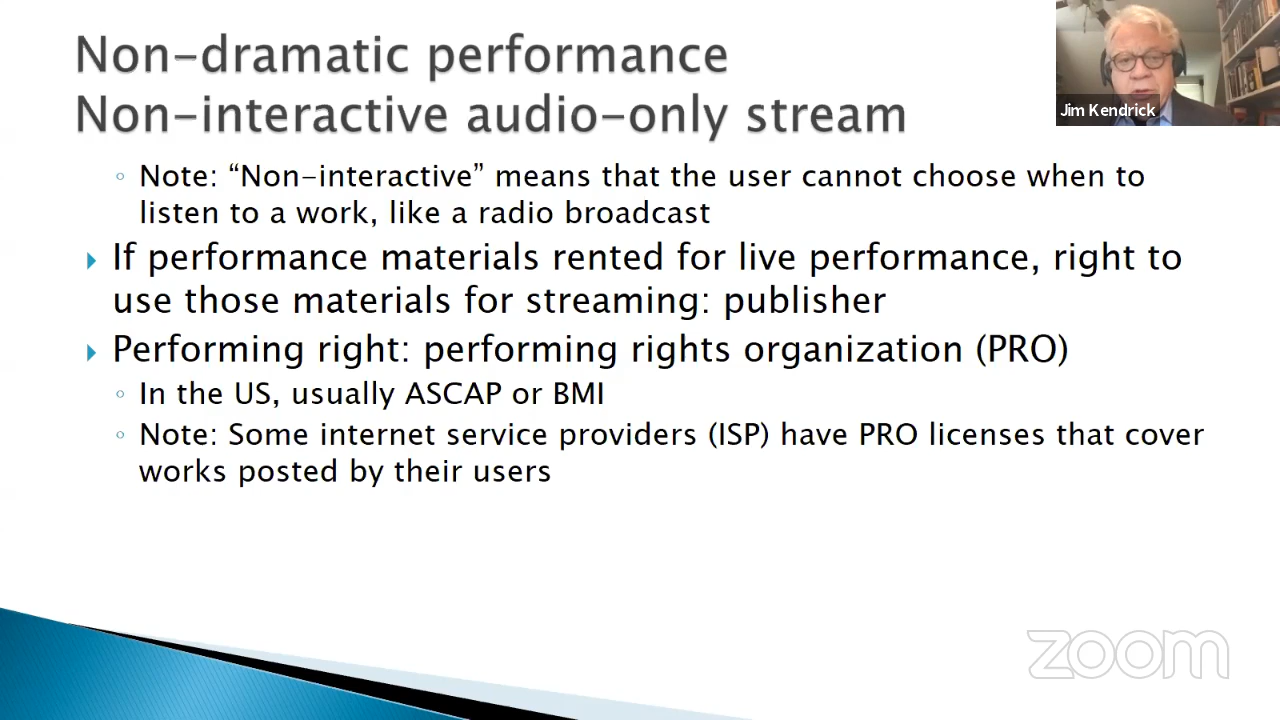 Non-dramatic performance
Non-interactive audio-only stream
Jim Kendrick
Note: “Non-interactive” means that the user cannot choose when to
listen to a work, like a radio broadcast
If performance materials rented for live performance, right to
use those materials for streaming: publisher
Performing right: performing rights organization (PRO)
In the US, usually ASCAP or BMI
Note: Some internet service providers (ISP) have PRO licenses that cover
works posted by their users
zoom